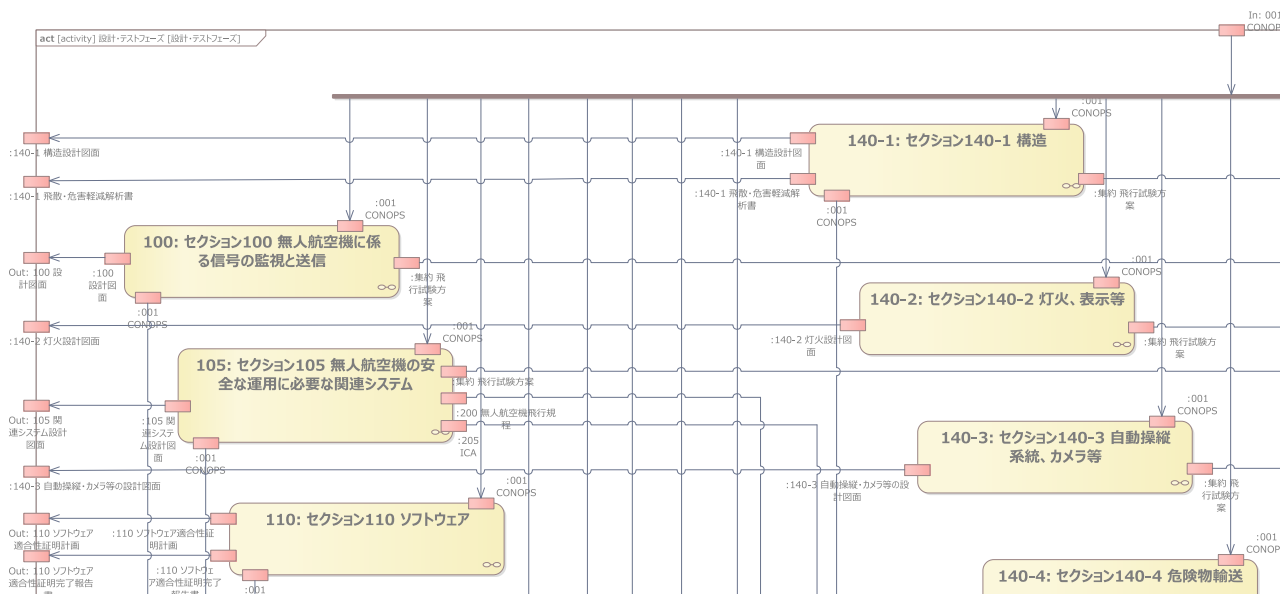 In: 001
CONOP
act [activity] 設計・テストフェーズ [設計・テストフェーズ]
:001
CONOPS
140-1: セクション140-1 構造
:140-1 構造設計図面
:140-1 構造設計図
面
:140-1 飛散・危害軽減解析書
:140-1 飛散・危害軽減解
析書
:集約 飛行試験方
案
:001
CONOPS
:001
CONOPS
100: セクション100 無人航空機に係
る信号の監視と送信
Out: 100 設
計図面
:100
設計図
面
:集約 飛
行試験方
案
:001
CONOPS
:001
CONOPS
140-2: セクション140-2 灯火、表示等
:140-2 灯火設計図面
:140-2 灯火設計図
面
:集約 飛行試験方
案
:001
CONOPS
105: セクション105 無人航空機の安
全な運用に必要な関連システム
:集約 飛行試験方案
:200 無人航空機飛行規
程
:205
ICA
Out: 105 関
連システム設計
図面
:105 関
連システ
ム設計図
面
:001
CONOPS
:001
CONOPS
140-3: セクション140-3 自動操縦
系統、カメラ等
:140-3 自動操縦・カメラ等の設計図面
:140-3 自動操縦・カメラ等の設
計図面
:集約 飛
行試験方
案
:001
CONOPS
110: セクション110 ソフトウェア
Out: 110 ソフトウェア
適合性証明計画
:110 ソフトウェア適合性証
明計画
Out: 110 ソフトウェア
適合性証明完了報告
:110 ソフトウェ
ア適合性証明完了
報告書
:001
:001
CONOP
140-4: セクション140-4 危険物輸送